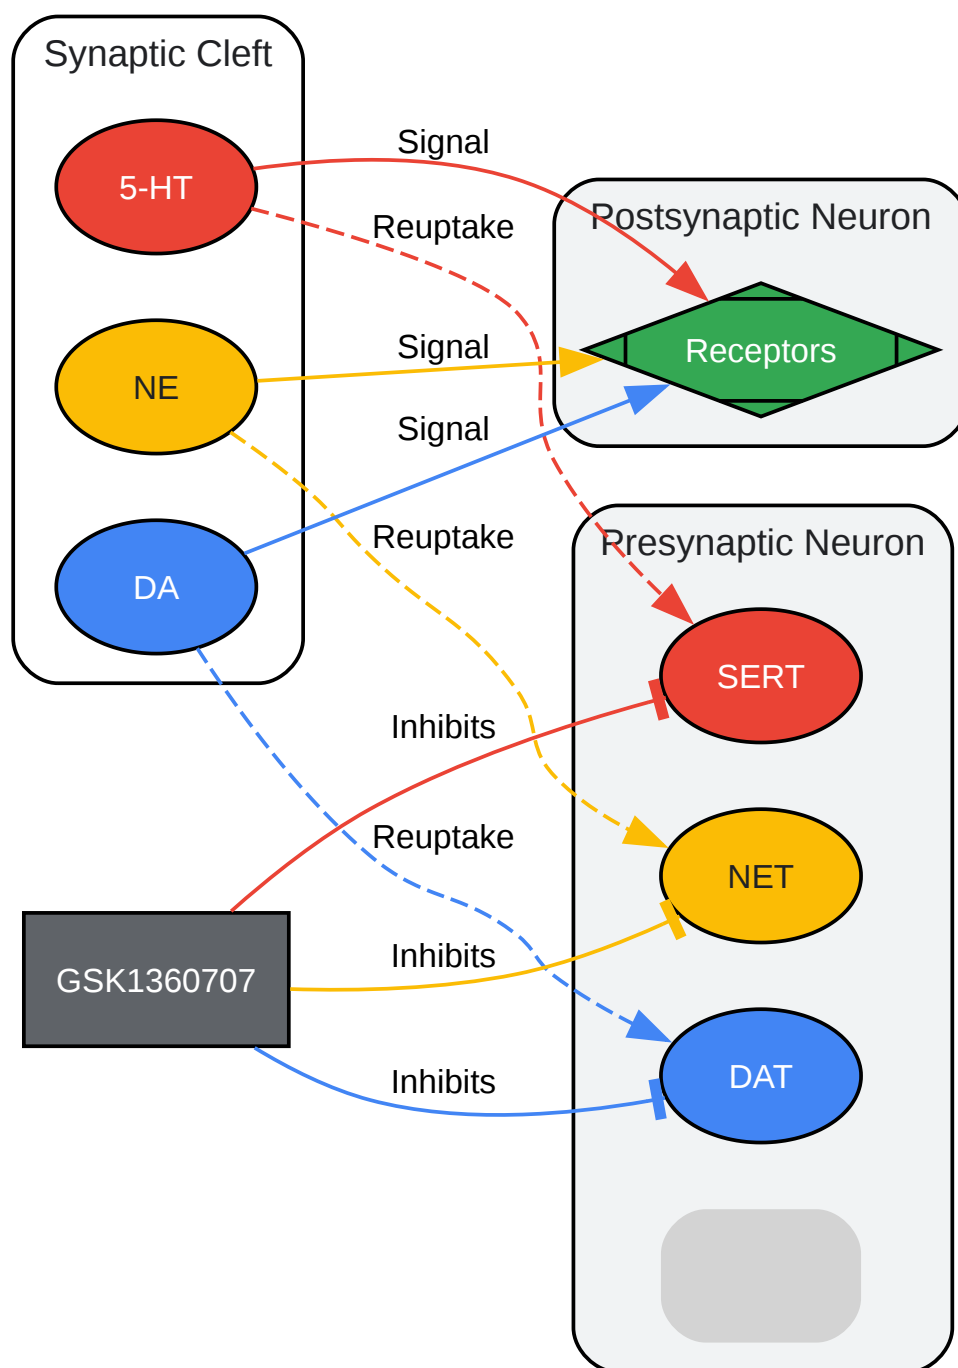 Synaptic Cleft
5-HT
NE
DA
Signal
Reuptake
Signal
Signal
Reuptake
Inhibits
Reuptake
Inhibits
Inhibits
GSK1360707
Postsynaptic Neuron
Receptors
Presynaptic Neuron
SERT
NET
DAT